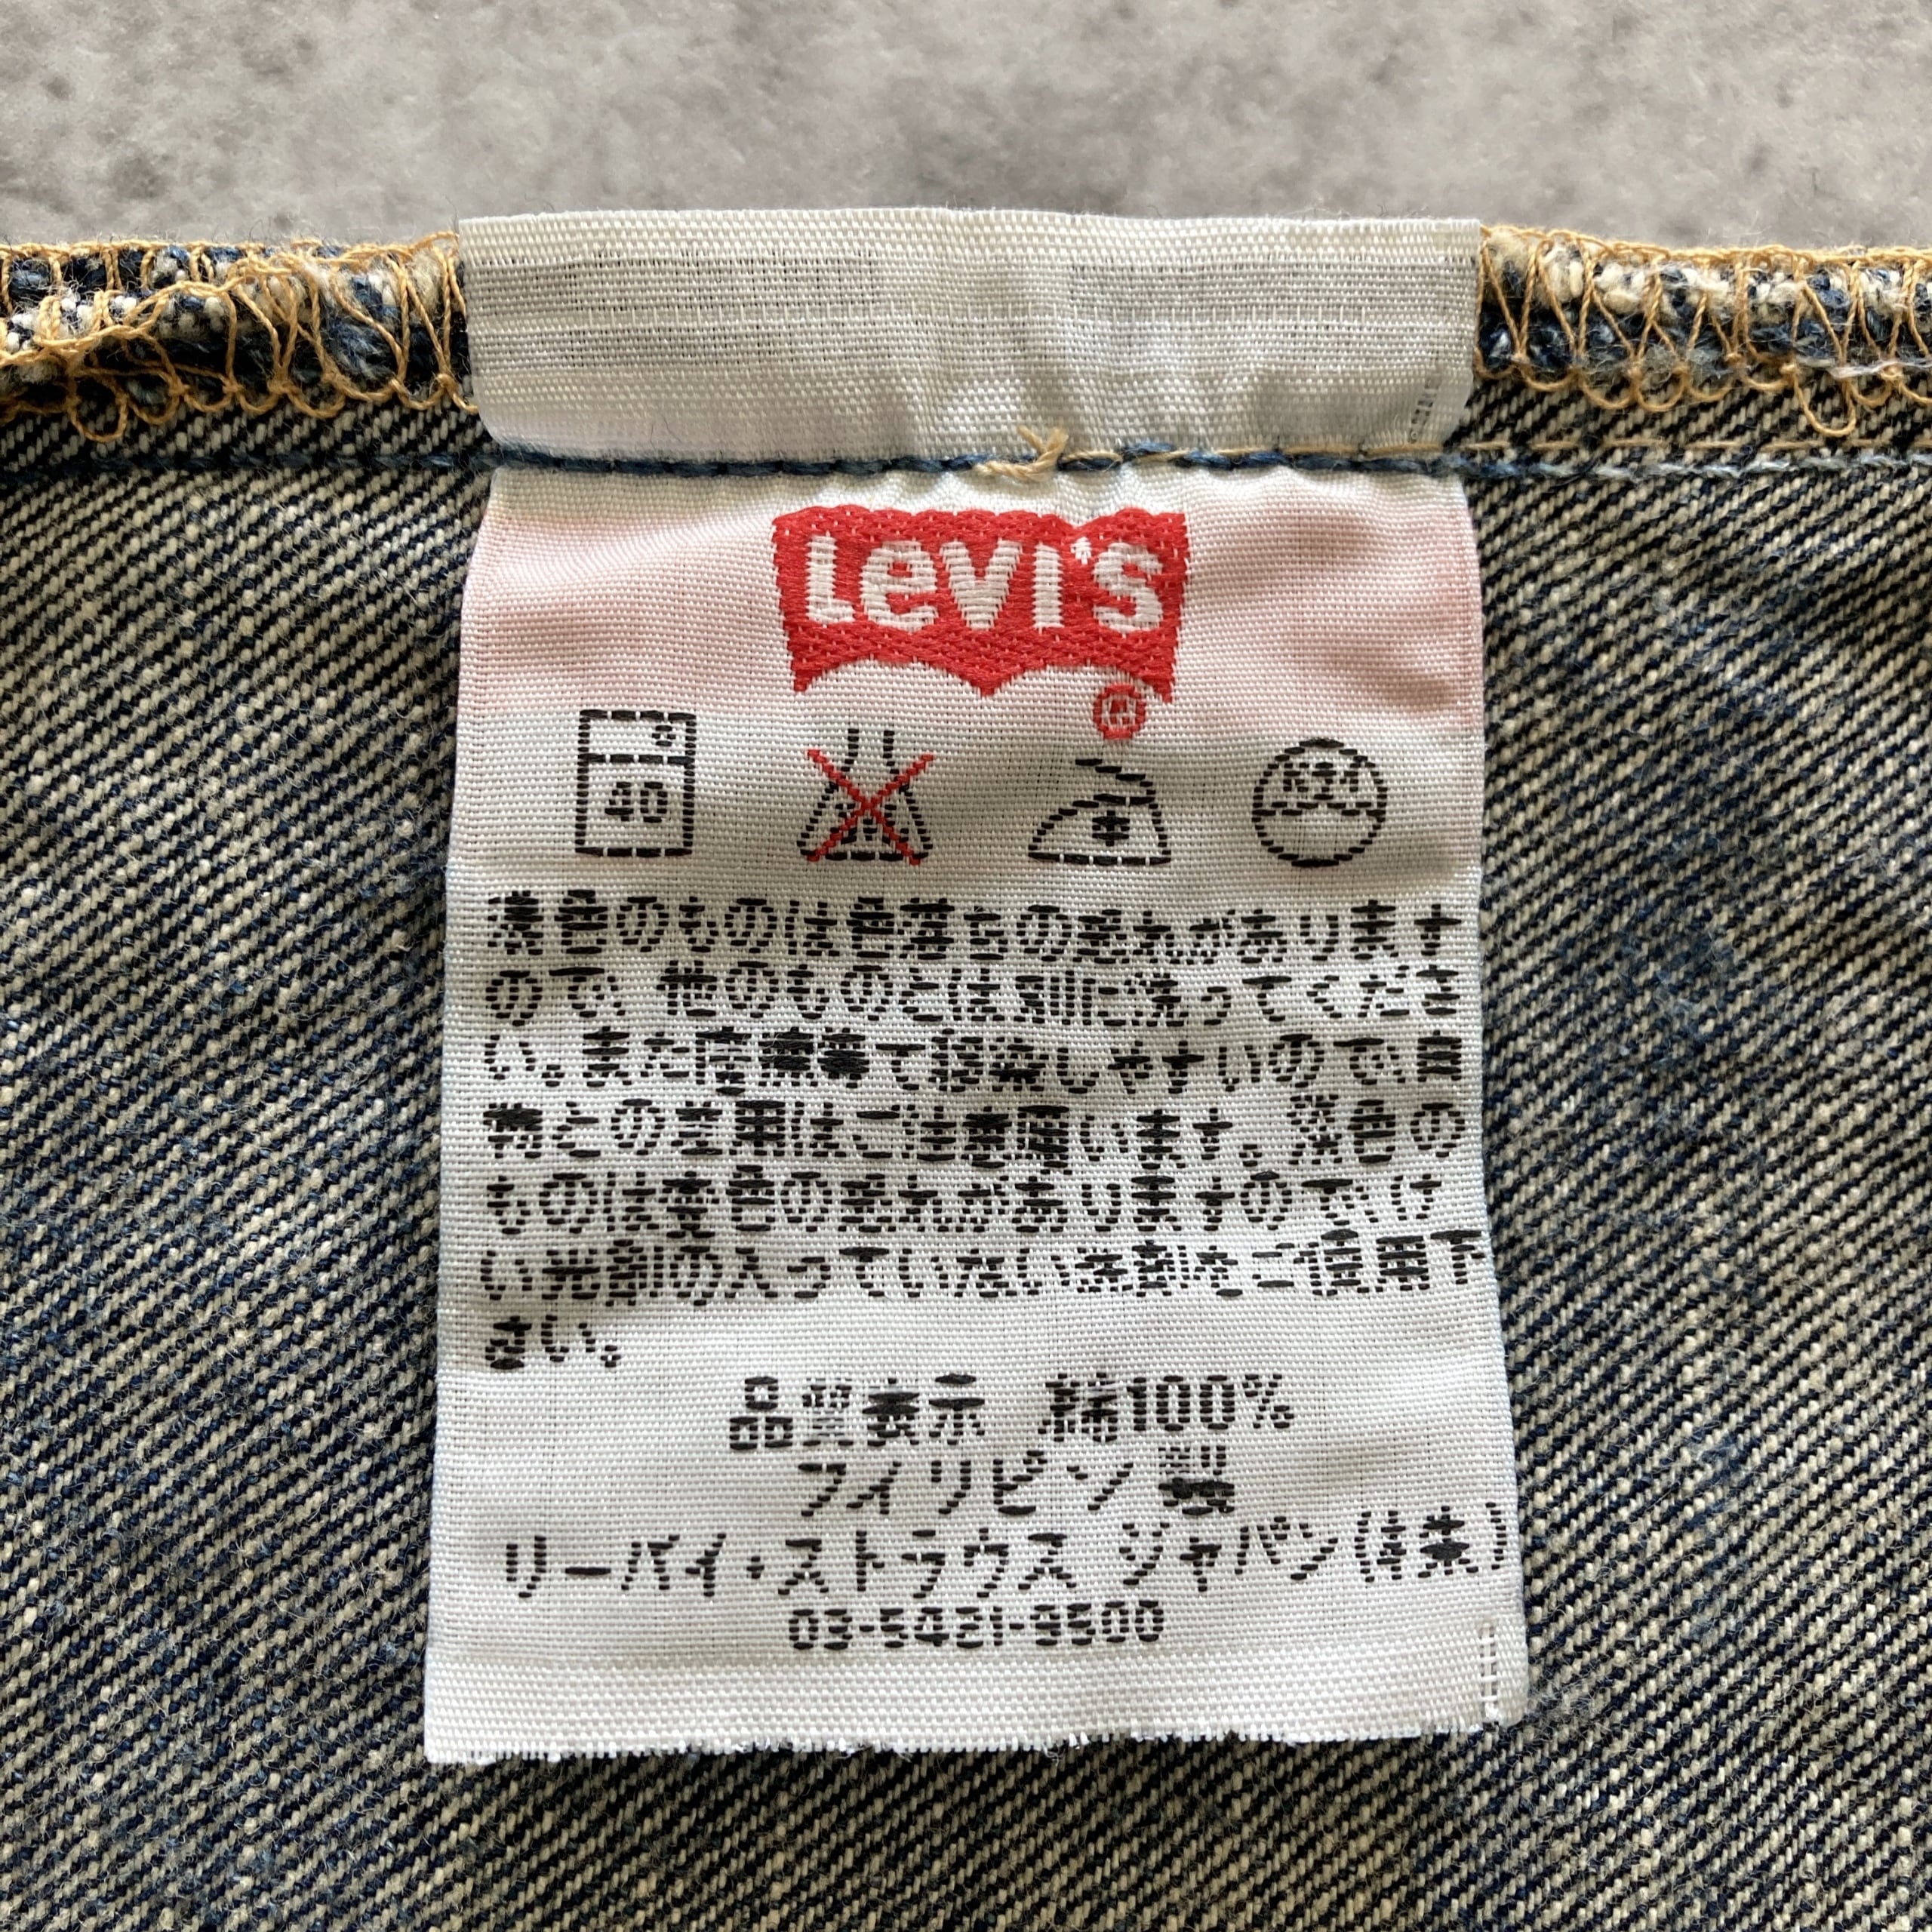 LEVI'S
®
40
ドライ
濃色のものは色落ちの恐れがあります
ので、他のものとは別に洗ってくださ
い。また摩擦等で移染しやすいので、白
物との着用はご注意願います。淡色の
ものは変色の恐れがありますので、け
い光剤の入っていない洗剤をご使用下
さい。
品質表示 綿100%
フィリピン製
リーバイ・ストラウス ジャパン(株)
03-5421-9500